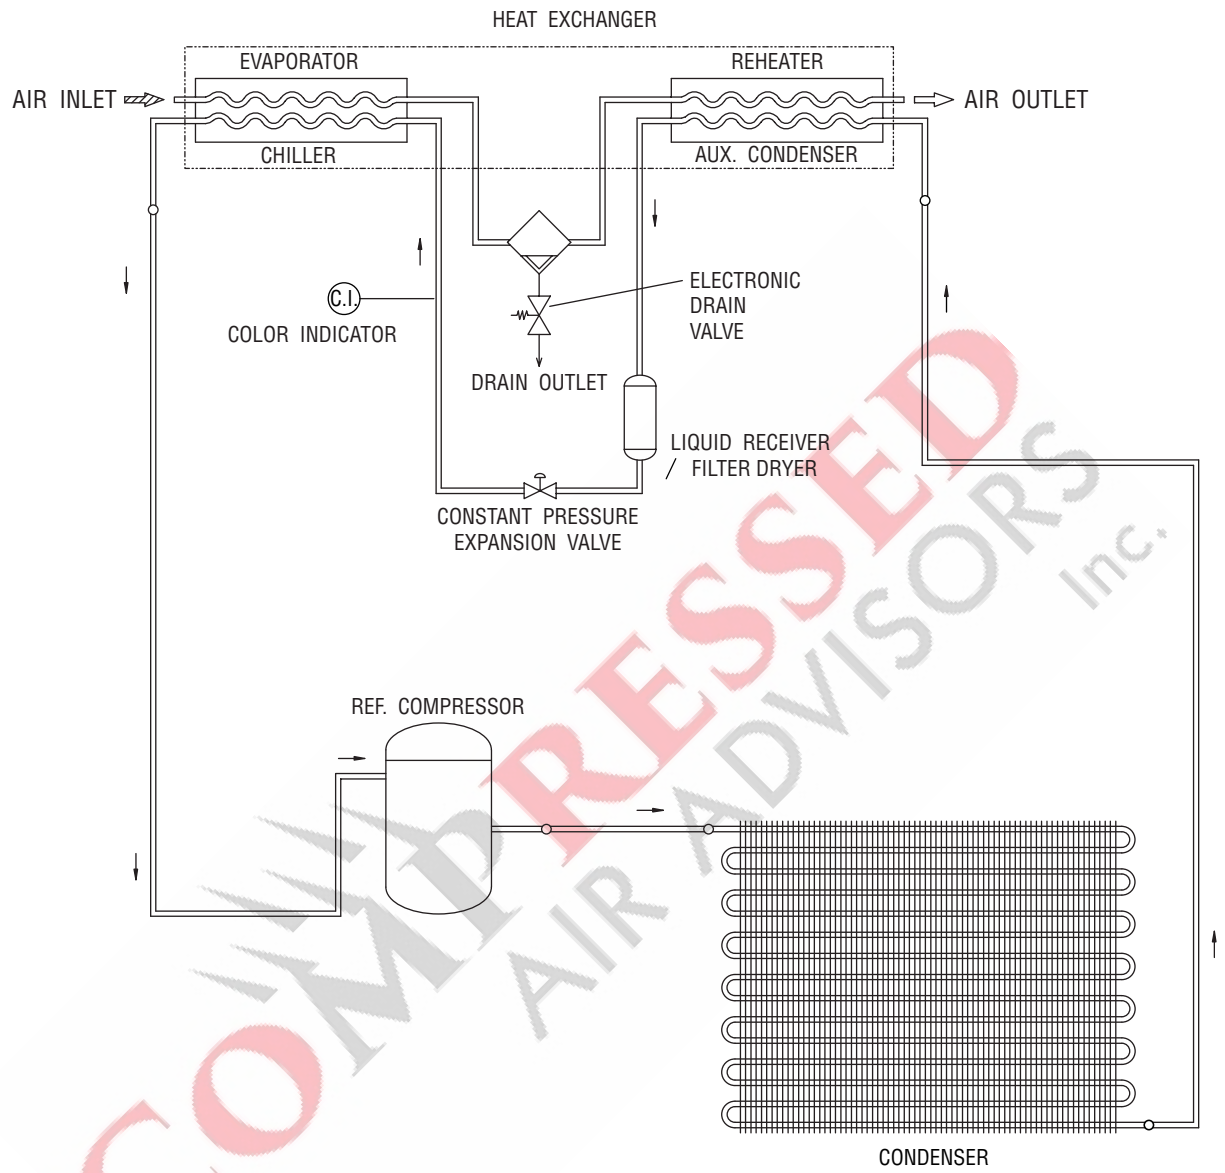 HEAT EXCHANGER
EVAPORATOR
REHEATER
AIR INLET
AIR OUTLET
CHILLER
AUX. CONDENSER
C.I.
COLOR INDICATOR
ELECTRONIC
DRAIN
VALVE
DRAIN OUTLET
LIQUID RECEIVER
/ FILTER DRYER
CONSTANT PRESSURE
EXPANSION VALVE
REF. COMPRESSOR
CONDENSER
COMPRESSED
AIR ADVISORS
Inc.